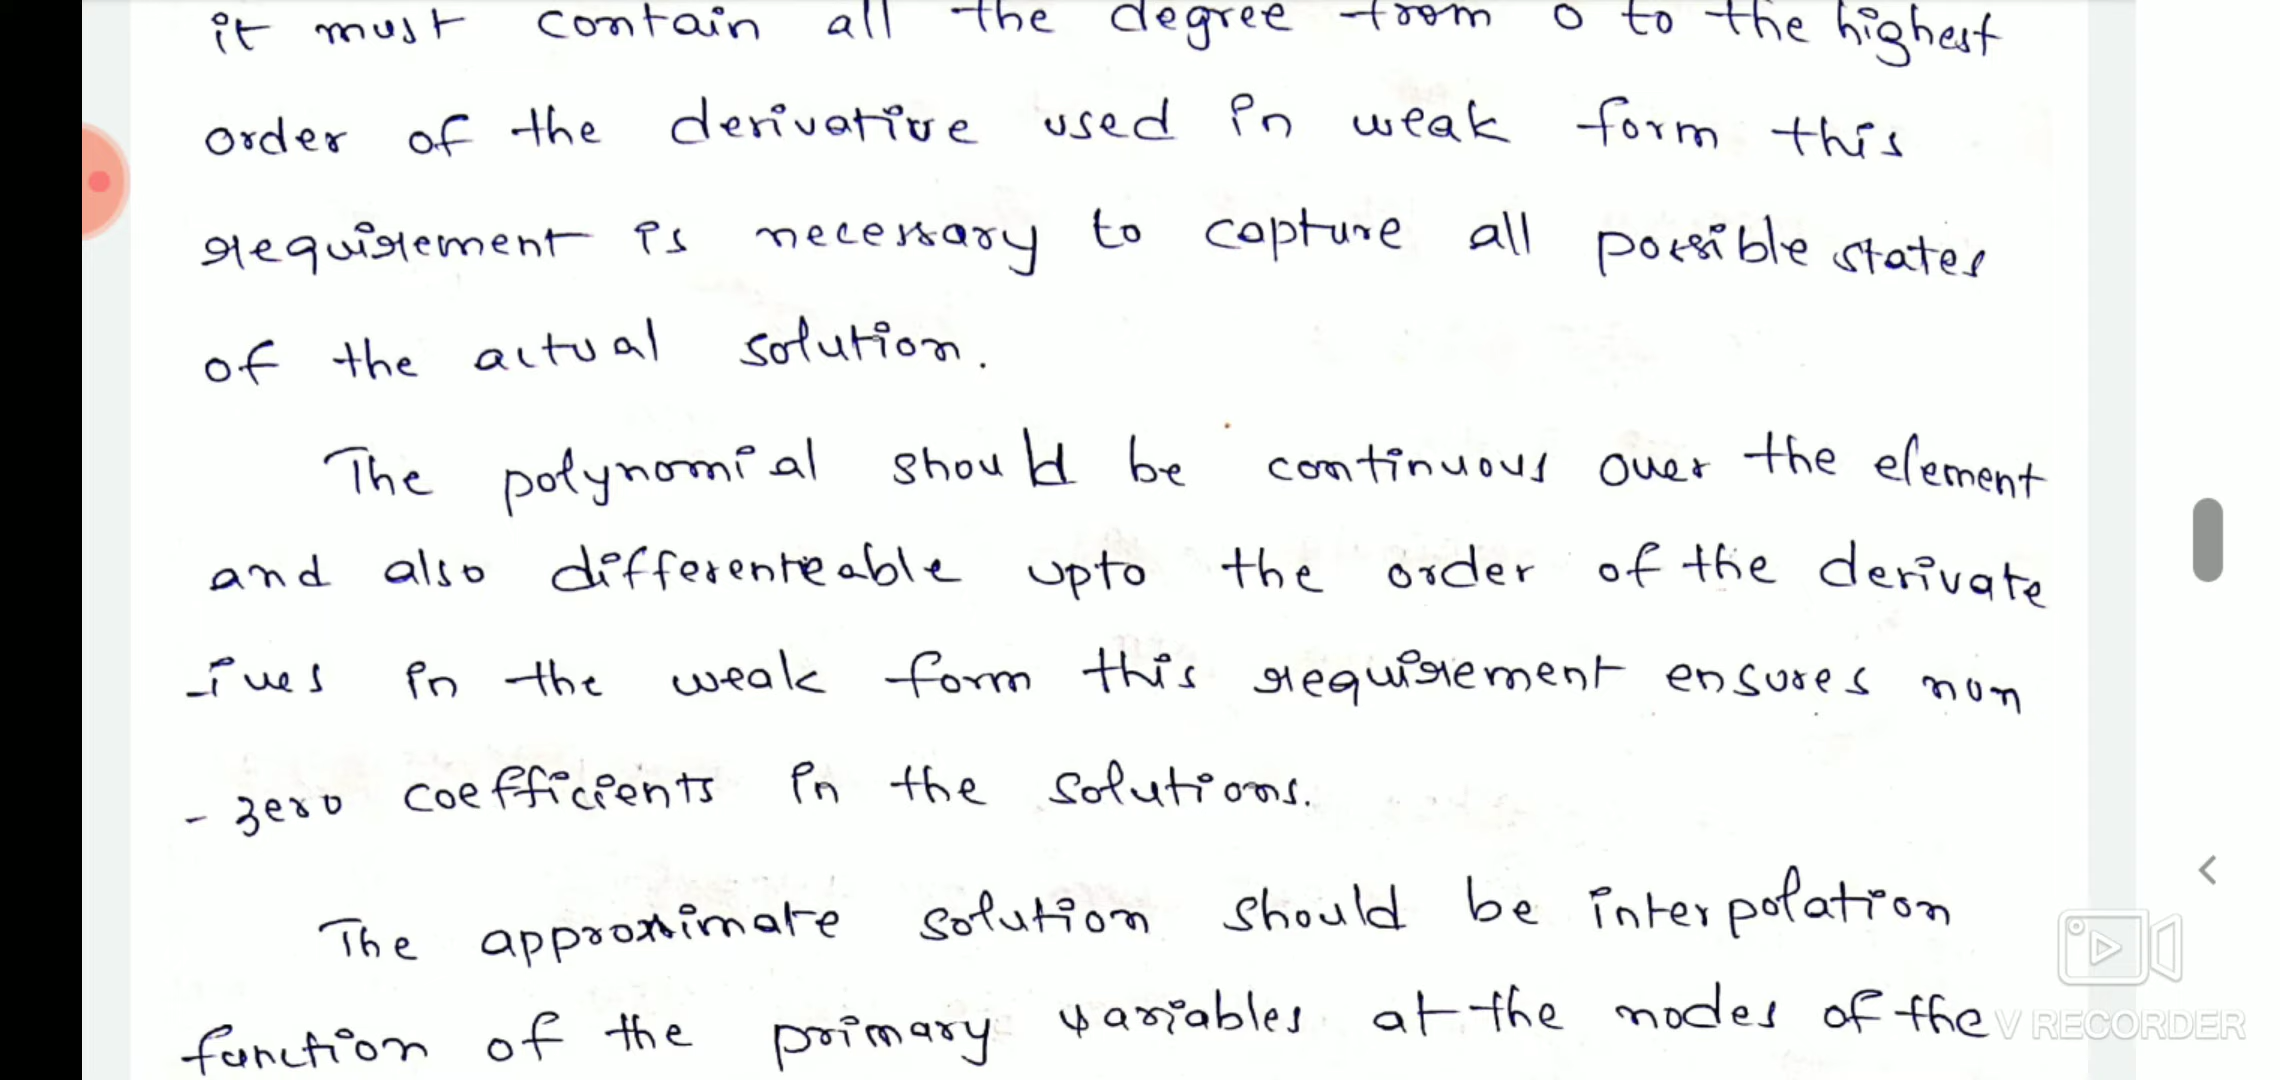 it must contain all the degree from 0 to the highest
order of the derivative used in weak form this
requirement is necessary to capture all possible states
of the actual solution.
The polynomial should be continuous over the element
and also differenteable upto the order of the derivate
-ives in the weak form this requirement ensures non
- zero coefficients in the solutions.
The approximate solution should be interpolation
function of the primary variables at the nodes of the
V RECORDER